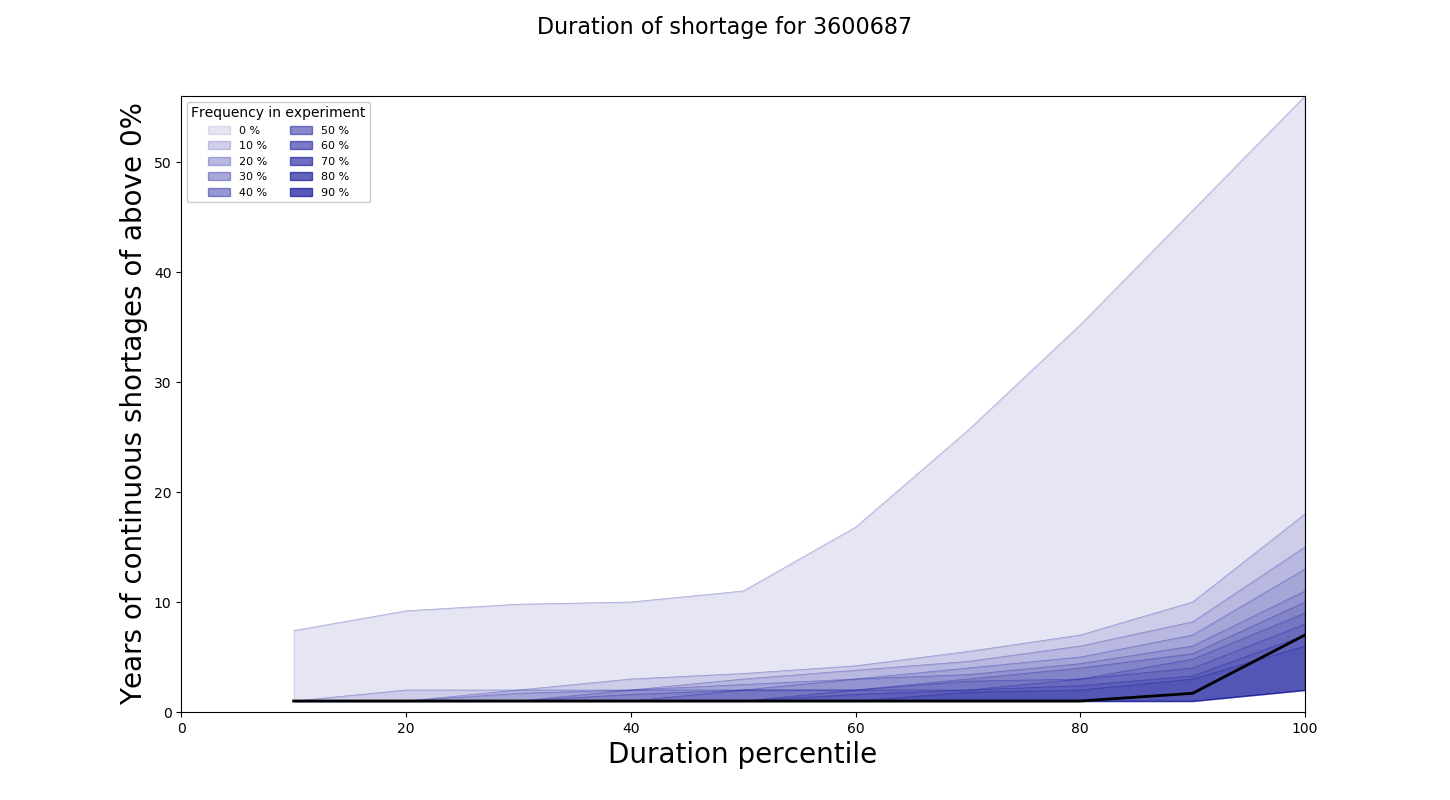 Duration of shortage for 3600687
Years of continuous shortages of above 0%
Frequency in experiment
0 % 50 %
10 % 60 %
20 % 70 %
30 % 80 %
40 % 90 %
50
40
30
20
10
0
0 20 40 60 80 100
Duration percentile